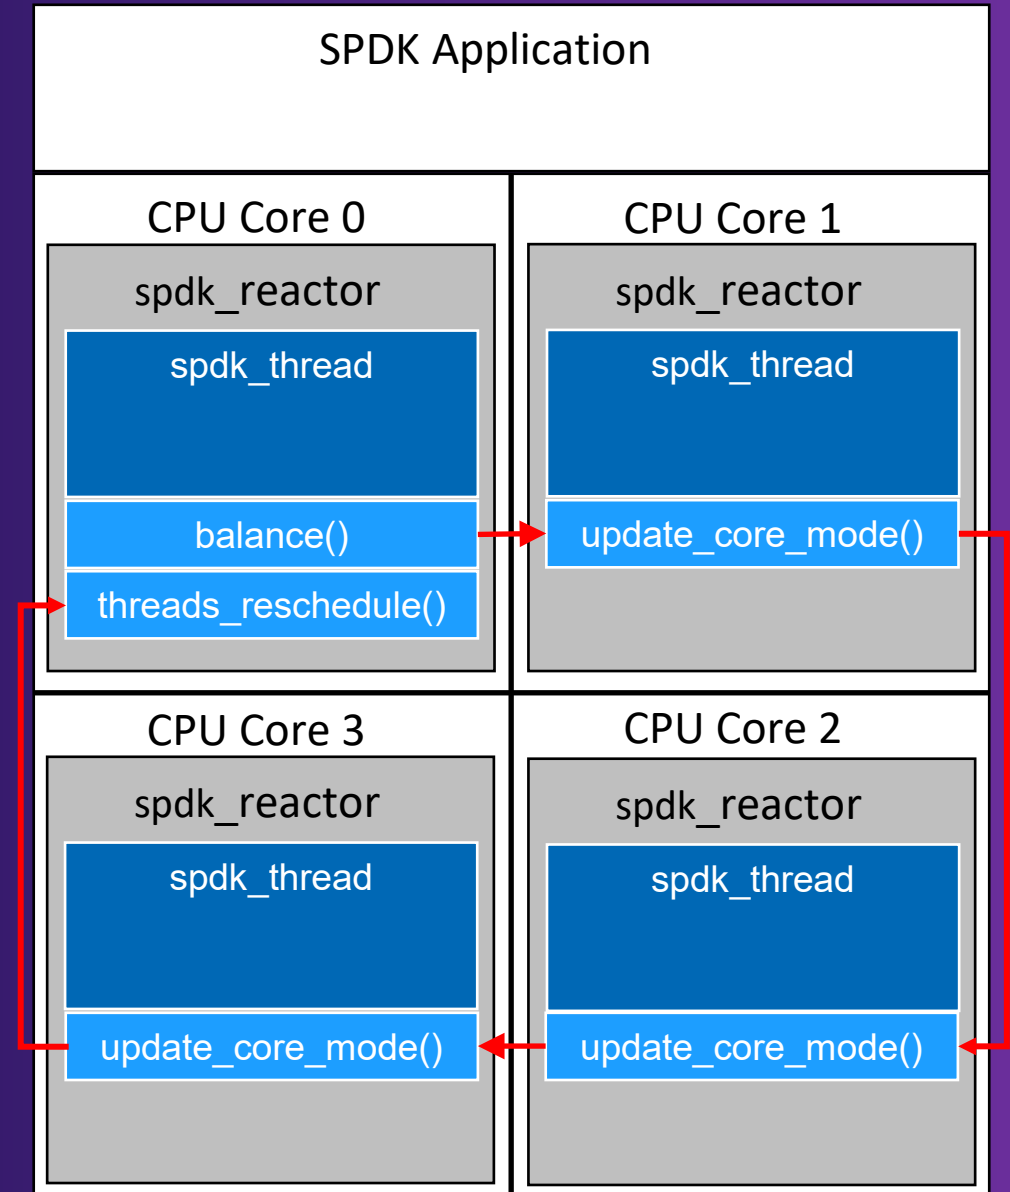 SPDK Application
CPU Core 0
spdk_reactor
spdk_thread
balance()
threads_reschedule()
CPU Core 1
spdk_reactor
spdk_thread
update_core_mode()
CPU Core 3
spdk_reactor
spdk_thread
update_core_mode()
CPU Core 2
spdk_reactor
spdk_thread
update_core_mode()